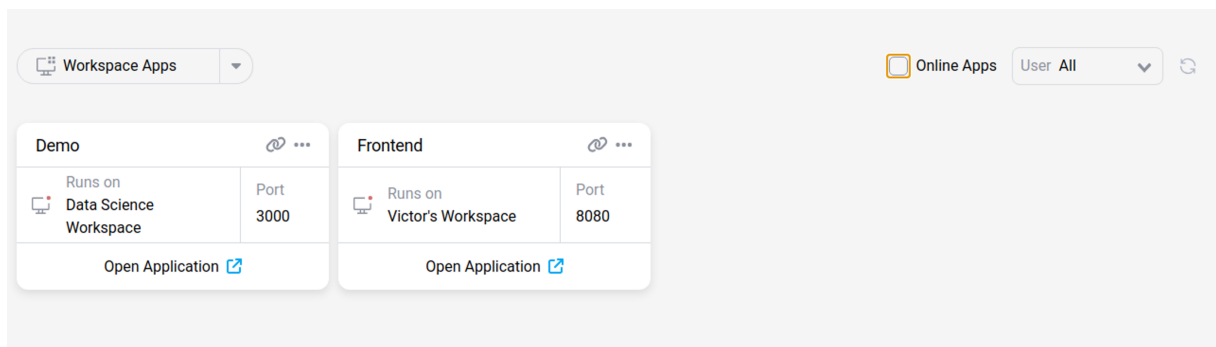 Workspace Apps
Online Apps
User All
Demo
Runs on
Data Science
Workspace
Port
3000
Open Application
Frontend
Runs on
Victor's Workspace
Port
8080
Open Application